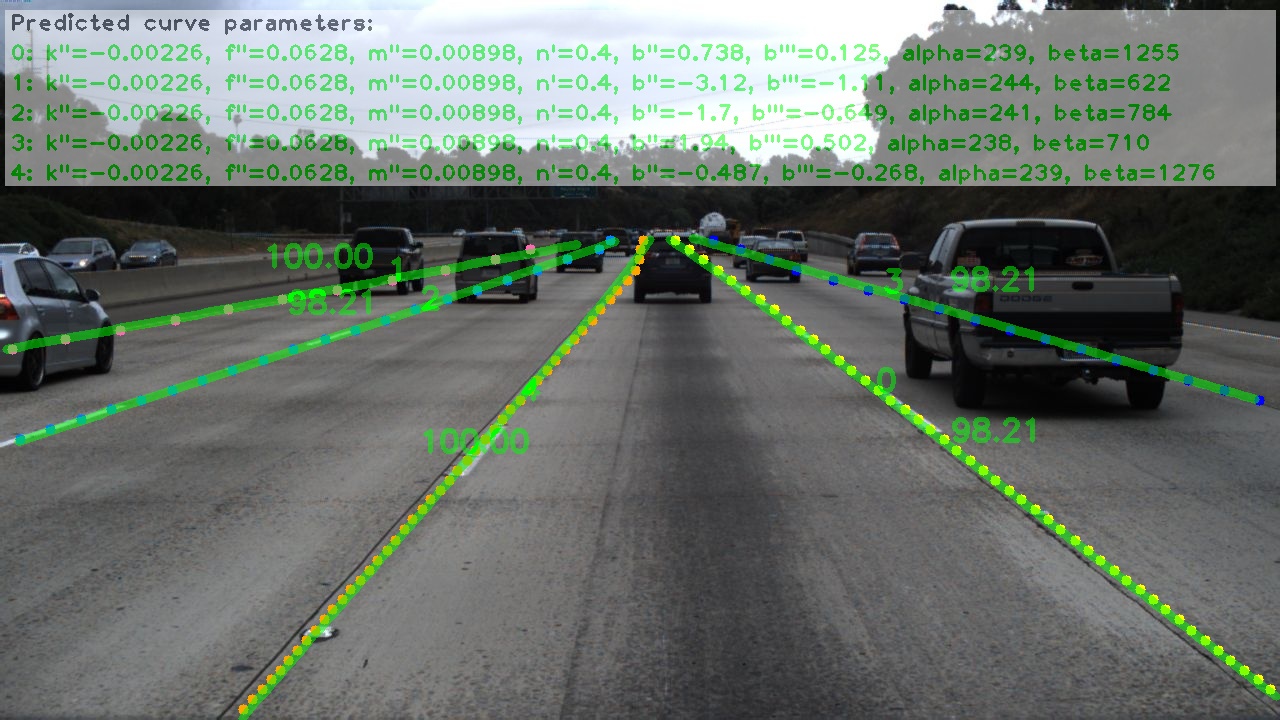 Predicted curve parameters:
0: k''=-0.00226, f''=0.0628, m''=0.00898, n'=0.4, b''=0.738, b'''=0.125, alpha=239, beta=1255
1: k''=-0.00226, f''=0.0628, m''=0.00898, n'=0.4, b''=-3.12, b'''=-1.11, alpha=244, beta=622
2: k''=-0.00226, f''=0.0628, m''=0.00898, n'=0.4, b''=-1.7, b'''=-0.649, alpha=241, beta=784
3: k''=-0.00226, f''=0.0628, m''=0.00898, n'=0.4, b''=1.94, b'''=0.502, alpha=238, beta=710
4: k''=-0.00226, f''=0.0628, m''=0.00898, n'=0.4, b''=-0.487, b'''=-0.268, alpha=239, beta=1276
100.00 1
98.21 2
3 98.21
DODGE
0
4
100.00
98.21